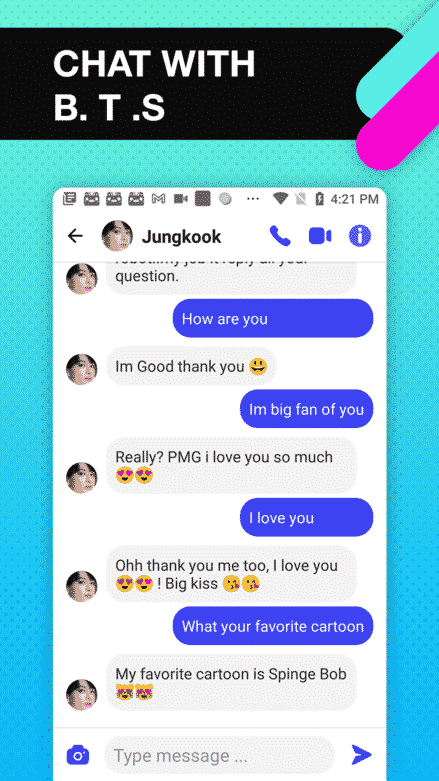 CHAT WITH
B. T .S
4:21 PM
Jungkook
question.
How are you
Im Good thank you 😃
Im big fan of you
Really? PMG i love you so much
😍😍
I love you
Ohh thank you me too, I love you
😍😍 ! Big kiss 😘😘
What your favorite cartoon
My favorite cartoon is Spinge Bob
😻😻
Type message ...